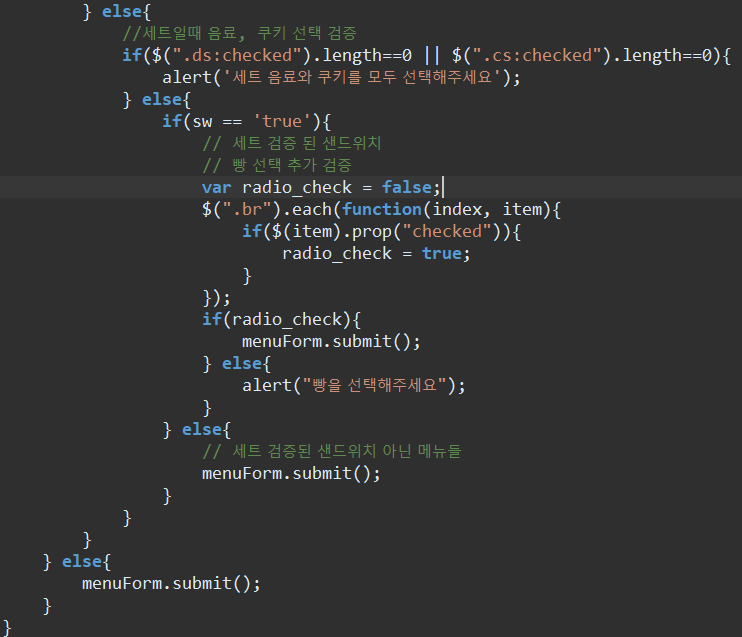 } else{
//세트일때 음료, 쿠키 선택 검증
if($(".ds:checked").length==0 || $(".cs:checked").length==0){
alert('세트 음료와 쿠키를 모두 선택해주세요');
} else{
if(sw == 'true'){
// 세트 검증 된 샌드위치
// 빵 선택 추가 검증
var radio_check = false;
$(".br").each(function(index, item){
if($(item).prop("checked")){
radio_check = true;
}
});
if(radio_check){
menuForm.submit();
} else{
alert("빵을 선택해주세요");
}
} else{
// 세트 검증된 샌드위치 아닌 메뉴들
menuForm.submit();
}
}
}
} else{
menuForm.submit();
}
}